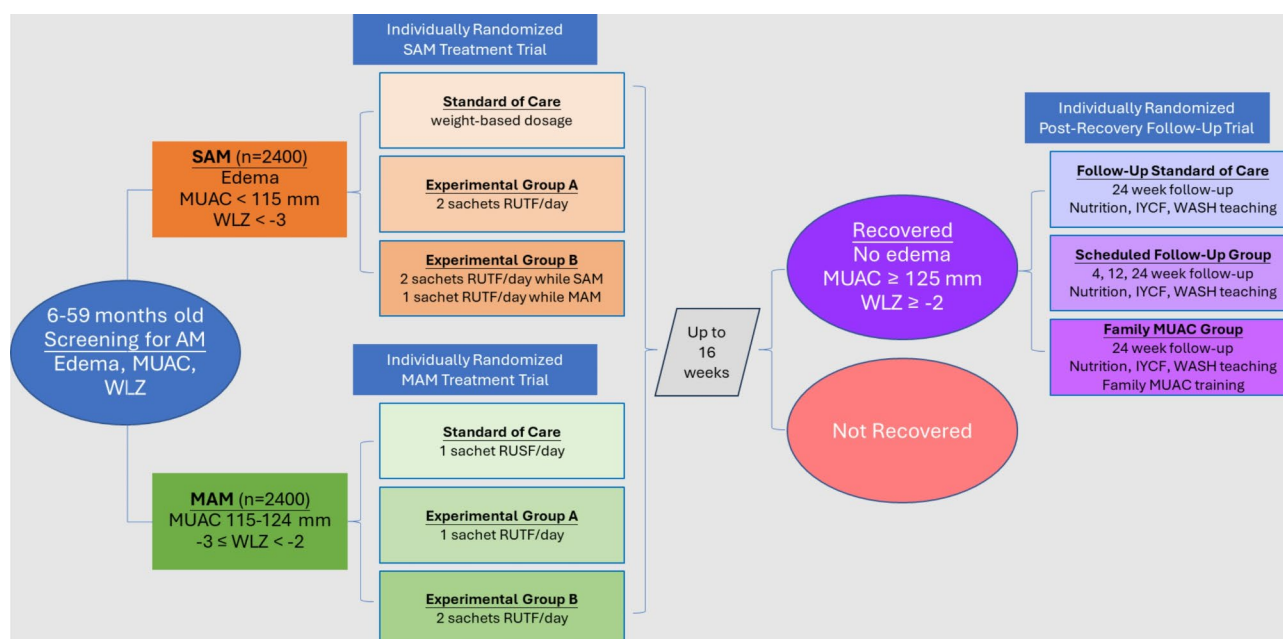 Individually Randomized
SAM Treatment Trial
Standard of Care
weight-based dosage
Experimental Group A
2 sachets RUTF/day
Experimental Group B
2 sachets RUTF/day while SAM
1 sachet RUTF/day while MAM
SAM (n=2400)
Edema
MUAC < 115 mm
WLZ < -3
6-59 months old
Screening for AM
Edema, MUAC,
WLZ
MAM (n=2400)
MUAC 115-124 mm
-3 ≤ WLZ < -2
Individually Randomized
MAM Treatment Trial
Standard of Care
1 sachet RUSF/day
Experimental Group A
1 sachet RUTF/day
Experimental Group B
2 sachets RUTF/day
Up to
16
weeks
Recovered
No edema
MUAC ≥ 125 mm
WLZ ≥ -2
Not Recovered
Individually Randomized
Post-Recovery Follow-Up Trial
Follow-Up Standard of Care
24 week follow-up
Nutrition, IYCF, WASH teaching
Scheduled Follow-Up Group
4, 12, 24 week follow-up
Nutrition, IYCF, WASH teaching
Family MUAC Group
24 week follow-up
Nutrition, IYCF, WASH teaching
Family MUAC training